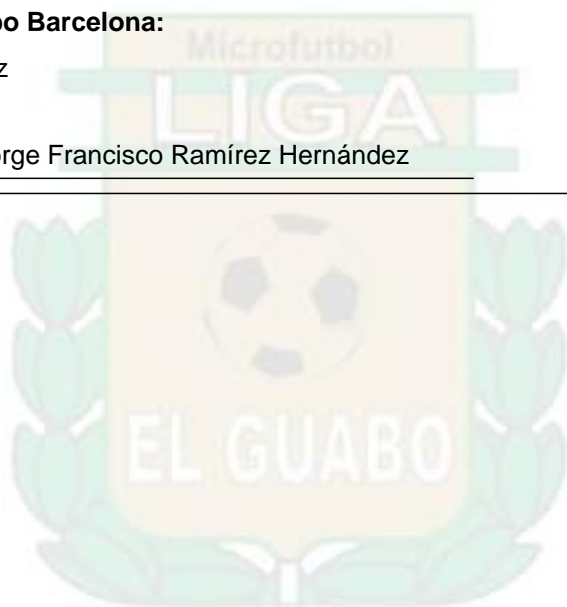 po Barcelona:
Microfutbol
z
LIGA
orge Francisco Ramírez Hernández
EL GUABO